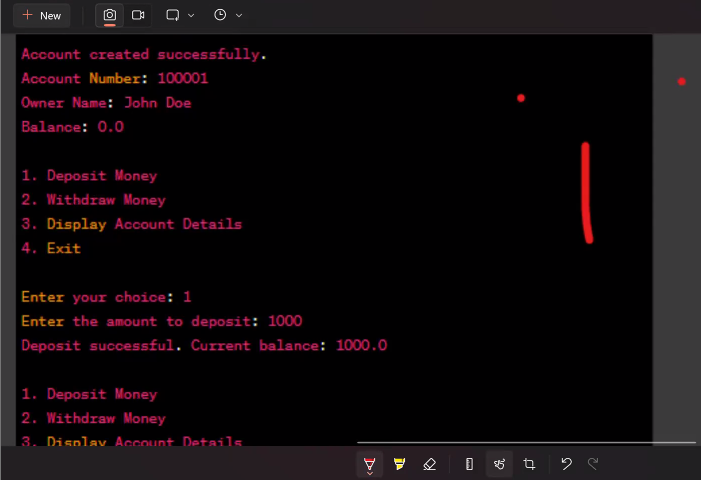 New
Account created successfully.
Account Number: 100001
Owner Name: John Doe
Balance: 0.0
1. Deposit Money
2. Withdraw Money
3. Display Account Details
4. Exit
Enter your choice: 1
Enter the amount to deposit: 1000
Deposit successful. Current balance: 1000.0
1. Deposit Money
2. Withdraw Money
3. Display Account Details